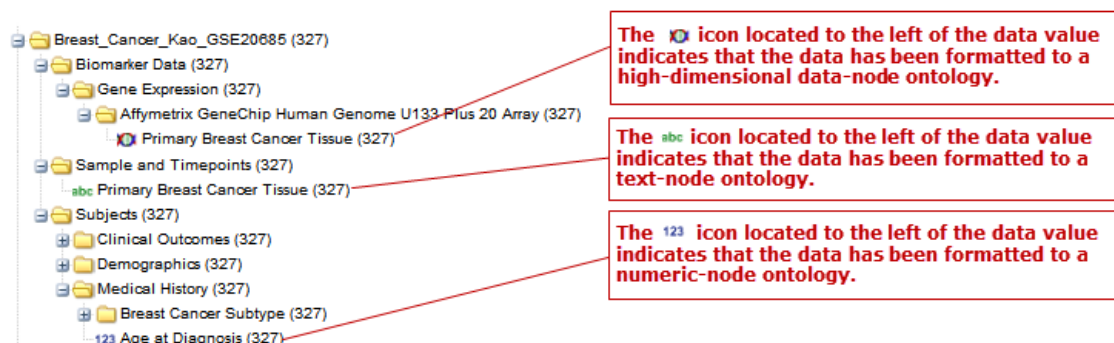 Breast_Cancer_Kao_GSE20685 (327)
Biomarker Data (327)
Gene Expression (327)
Affymetrix GeneChip Human Genome U133 Plus 20 Array (327)
Primary Breast Cancer Tissue (327)
Sample and Timepoints (327)
abc Primary Breast Cancer Tissue (327)
Subjects (327)
Clinical Outcomes (327)
Demographics (327)
Medical History (327)
Breast Cancer Subtype (327)
123 Age at Diagnosis (327)
The icon located to the left of the data value
indicates that the data has been formatted to a
high-dimensional data-node ontology.
The abc icon located to the left of the data value
indicates that the data has been formatted to a
text-node ontology.
The 123 icon located to the left of the data value
indicates that the data has been formatted to a
numeric-node ontology.